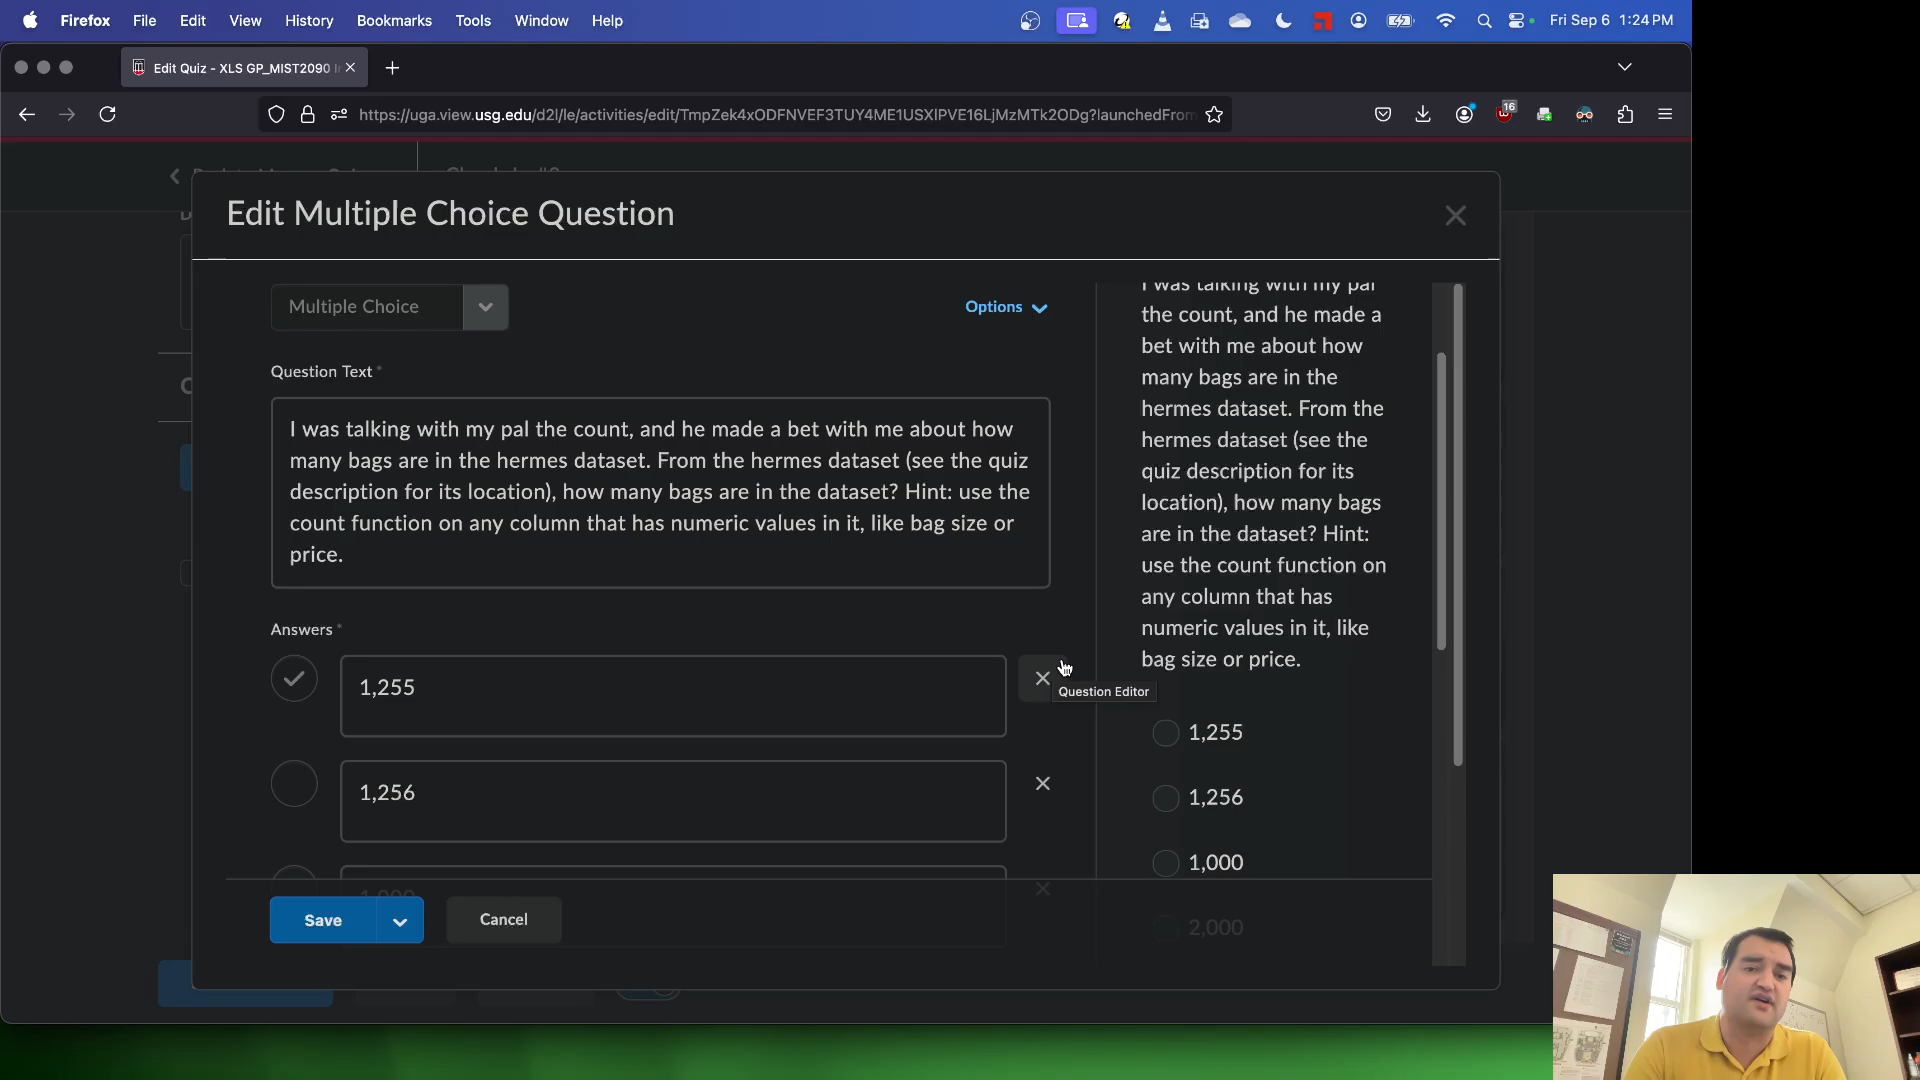 Firefox File Edit View History Bookmarks Tools Window Help Fri Sep 6 1:24 PM
Edit Quiz - XLS GP_MIST2090 I
https://uga.view.usg.edu/d2l/le/activities/edit/TmpZek4xODFNVEF3TUY4ME1USXlPVE16LjMzMTk2ODg?launchedFrom
16
Edit Multiple Choice Question
Multiple Choice
Options
Question Text *
I was talking with my pal the count, and he made a bet with me about how
many bags are in the hermes dataset. From the hermes dataset (see the quiz
description for its location), how many bags are in the dataset? Hint: use the
count function on any column that has numeric values in it, like bag size or
price.
Answers *
1,255
1,256
1,000
Save
Cancel
Question Editor
I was talking with my pal
the count, and he made a
bet with me about how
many bags are in the
hermes dataset. From the
hermes dataset (see the
quiz description for its
location), how many bags
are in the dataset? Hint:
use the count function on
any column that has
numeric values in it, like
bag size or price.
1,255
1,256
1,000
2,000